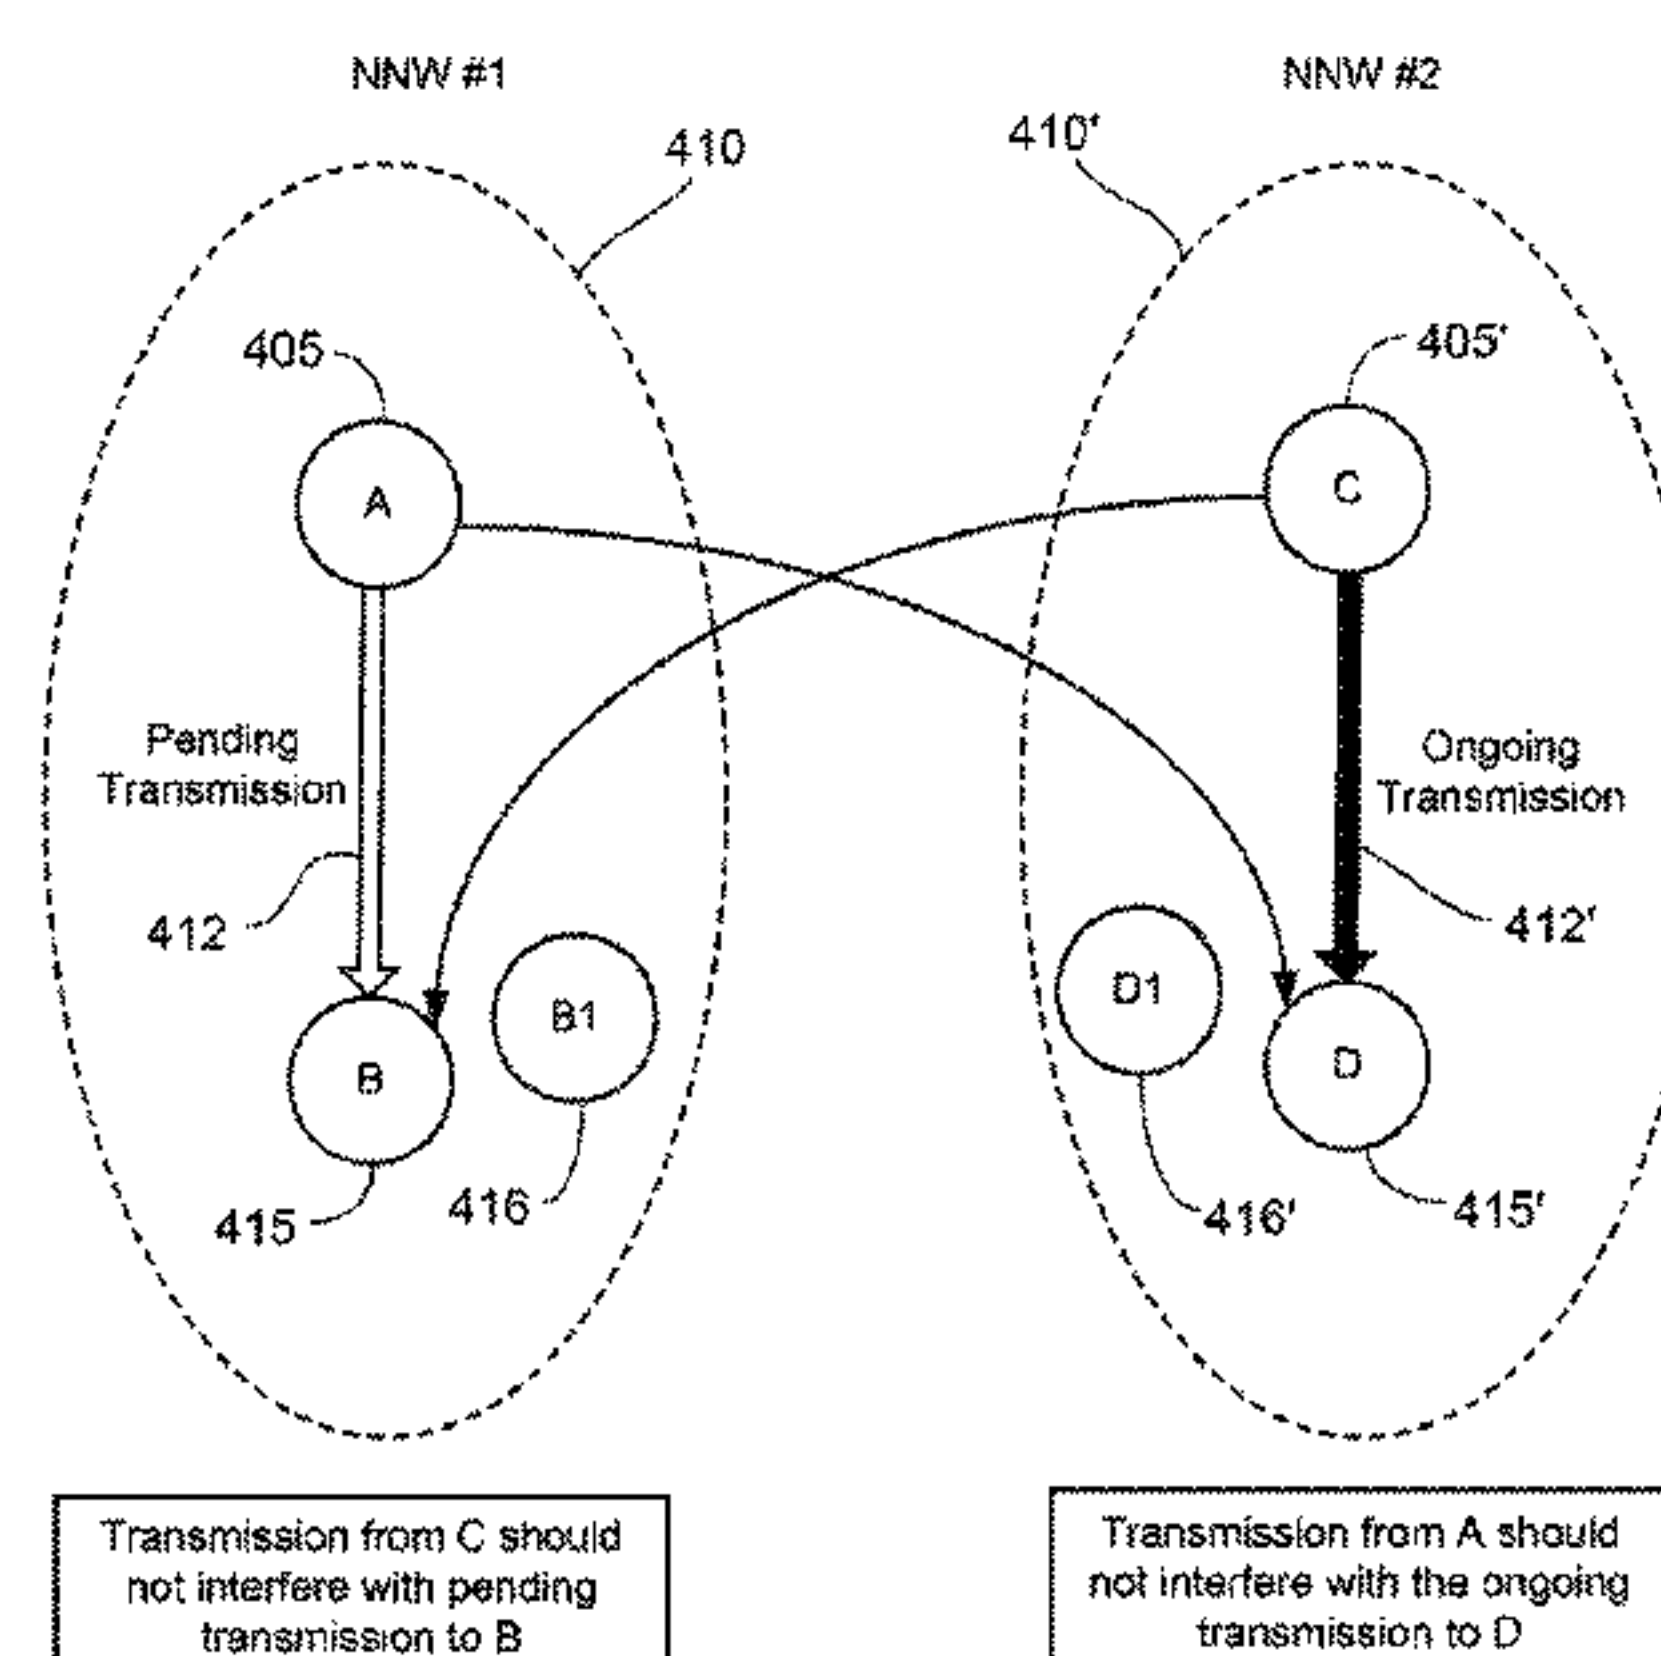 NNW #1
NNW #2
410
410'
405
405'
A
C
Pending
Transmission
Ongoing
Transmission
412
412'
B1
D1
B
D
416
415
416'
415'
Transmission from C should
not interfere with pending
transmission to B
Transmission from A should
not interfere with the ongoing
transmission to D